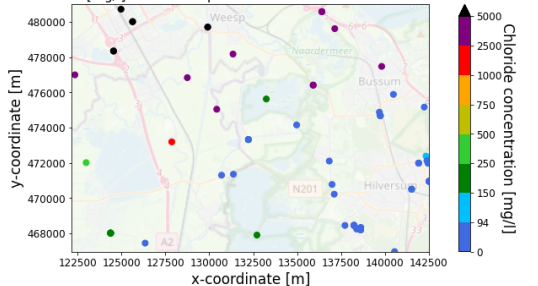 480000
478000
476000
474000
472000
470000
468000
y-coordinate [m]
122500 125000 127500 130000 132500 135000 137500 140000 142500
x-coordinate [m]
Weesp
Naardermeer
Bussum
N201
Hilversum
A2
5000
2500
1000
750
500
250
150
94
0
Chloride concentration [mg/l]